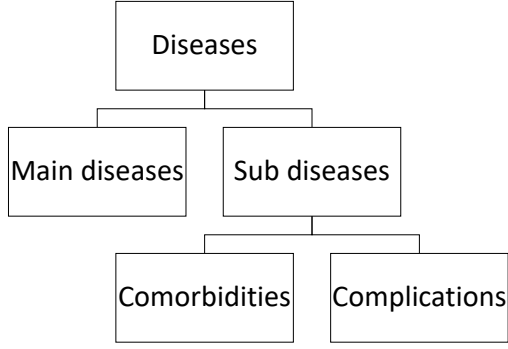 Diseases
Main diseases
Sub diseases
Comorbidities
Complications